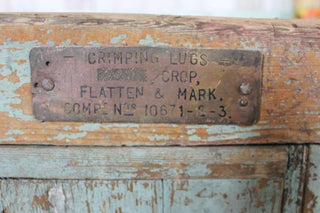 — CRIMPING LUGS —
CROP,
FLATTEN & MARK.
COMPT NOS 10671-2-3.